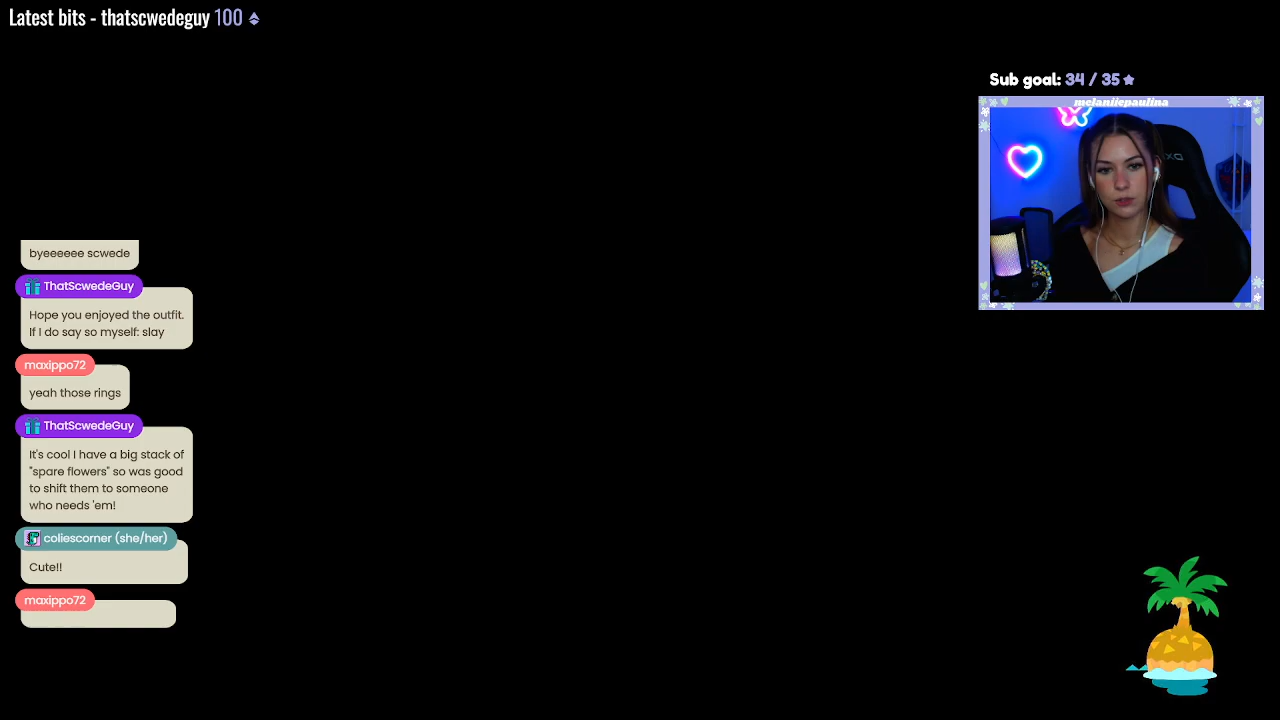 Latest bits - thatscwedeguy 100
Sub goal: 34 / 35
melaniiepaulina
byeeeeee scwede
ThatScwedeGuy
Hope you enjoyed the outfit.
If I do say so myself: slay
maxippo72
yeah those rings
ThatScwedeGuy
It's cool I have a big stack of
"spare flowers" so was good
to shift them to someone
who needs 'em!
coliescorner (she/her)
Cute!!
maxippo72